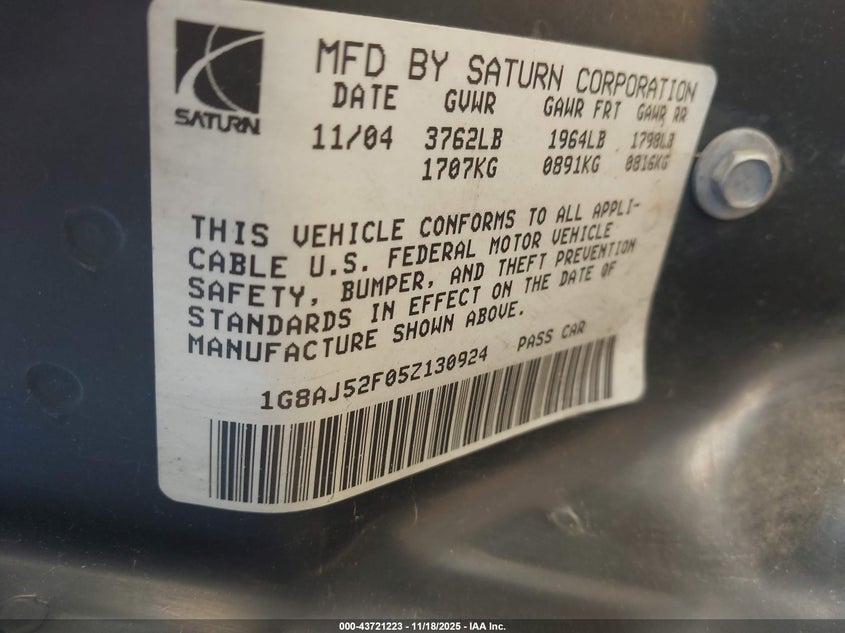 SATURN
MFD BY SATURN CORPORATION
DATE GVWR GAWR FRT GAWR RR
11/04 3762LB 1964LB 1798LB
1707KG 0891KG 0816KG
THIS VEHICLE CONFORMS TO ALL APPLI-
CABLE U.S. FEDERAL MOTOR VEHICLE
SAFETY, BUMPER, AND THEFT PREVENTION
STANDARDS IN EFFECT ON THE DATE OF
MANUFACTURE SHOWN ABOVE.
1G8AJ52F05Z130924 PASS CAR
000-43721223 | 11/18/2025 - IAA Inc.